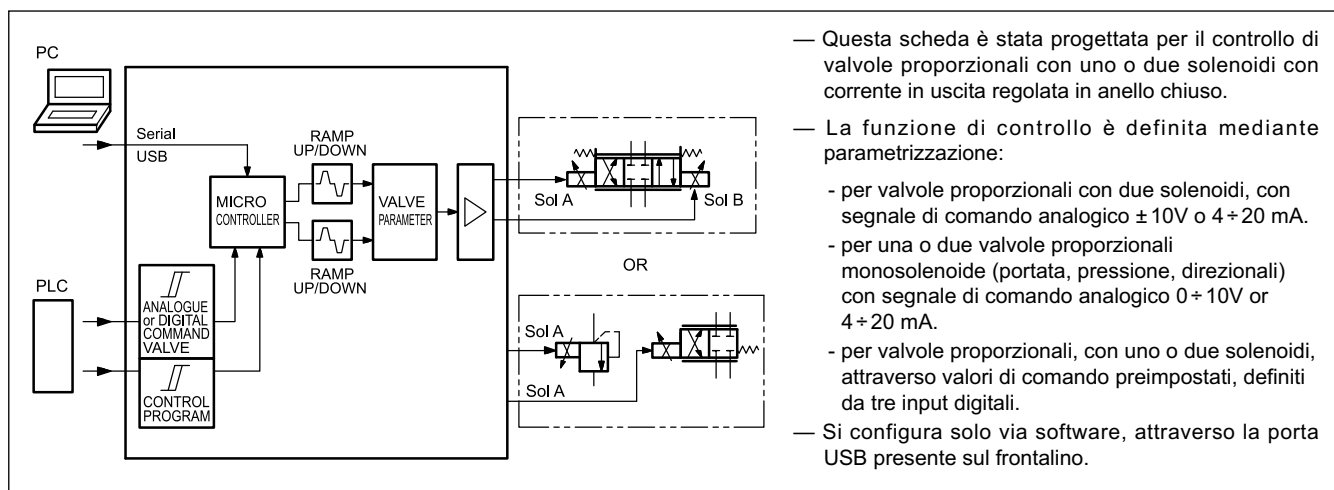 PC
Serial
USB
RAMP
UP/DOWN
MICRO
CONTROLLER
VALVE
PARAMETER
RAMP
UP/DOWN
Sol A
Sol B
OR
PLC
ANALOGUE
or DIGITAL
COMMAND
VALVE
CONTROL
PROGRAM
Sol A
Sol A
— Questa scheda è stata progettata per il controllo di
valvole proporzionali con uno o due solenoidi con
corrente in uscita regolata in anello chiuso.
— La funzione di controllo è definita mediante
parametrizzazione:
- per valvole proporzionali con due solenoidi, con
segnale di comando analogico ± 10V o 4 ÷ 20 mA.
- per una o due valvole proporzionali
monosolenoide (portata, pressione, direzionali)
con segnale di comando analogico 0 ÷ 10V or
4 ÷ 20 mA.
- per valvole proporzionali, con uno o due solenoidi,
attraverso valori di comando preimpostati, definiti
da tre input digitali.
— Si configura solo via software, attraverso la porta
USB presente sul frontalino.